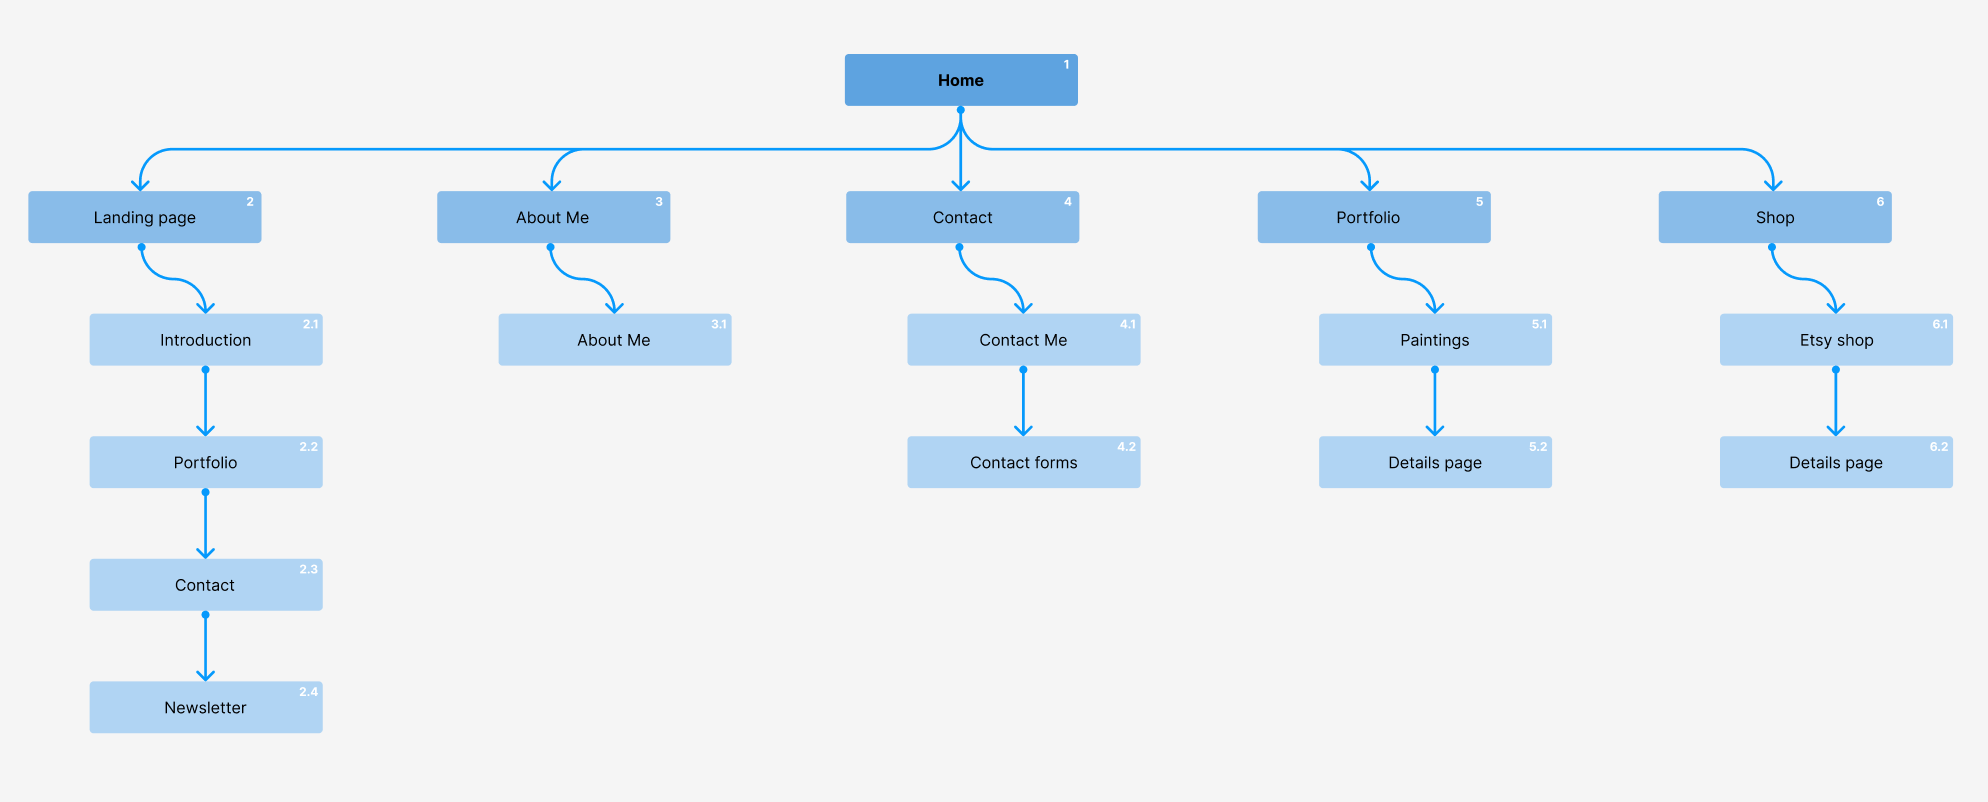 1
Home
2
Landing page
3
About Me
4
Contact
5
Portfolio
6
Shop
2.1
Introduction
3.1
About Me
4.1
Contact Me
5.1
Paintings
6.1
Etsy shop
2.2
Portfolio
4.2
Contact forms
5.2
Details page
6.2
Details page
2.3
Contact
2.4
Newsletter